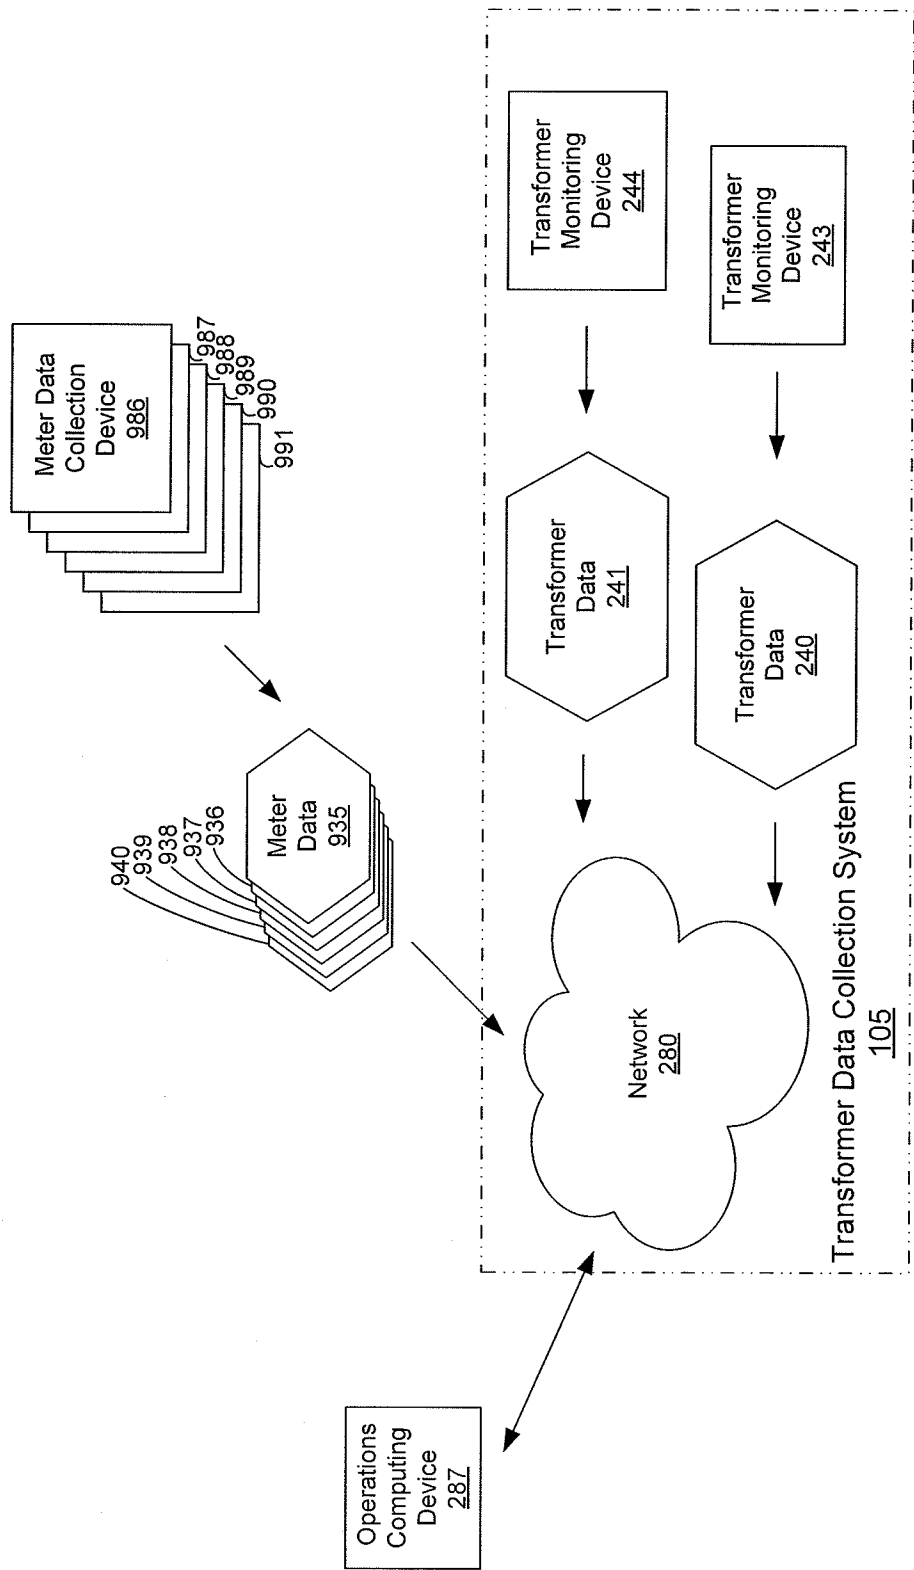 Operations
Computing
Device
287
940
939
938
937
936
Meter
Data
935
Meter Data
Collection
Device
986
987
988
989
990
991
Network
280
Transformer
Data
241
Transformer
Monitoring
Device
244
Transformer
Data
240
Transformer
Monitoring
Device
243
Transformer Data Collection System
105